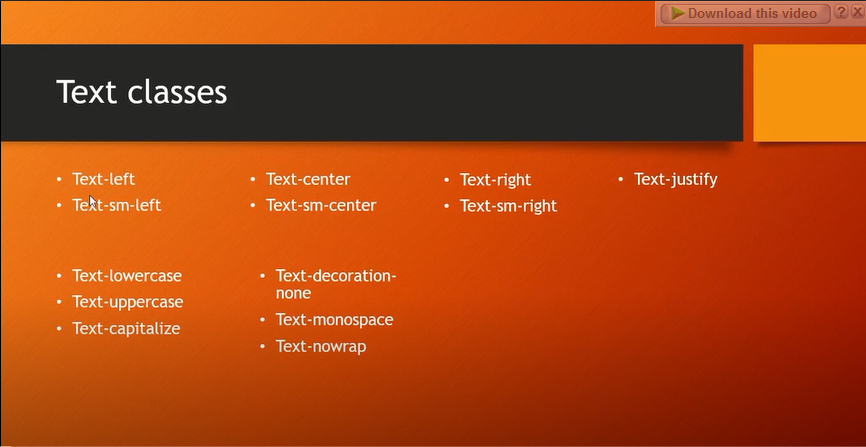 Download this video
?
x
Text classes
• Text-left
• Text-sm-left
• Text-center
• Text-sm-center
• Text-right
• Text-sm-right
• Text-justify
• Text-lowercase
• Text-uppercase
• Text-capitalize
• Text-decoration-
none
• Text-monospace
• Text-nowrap